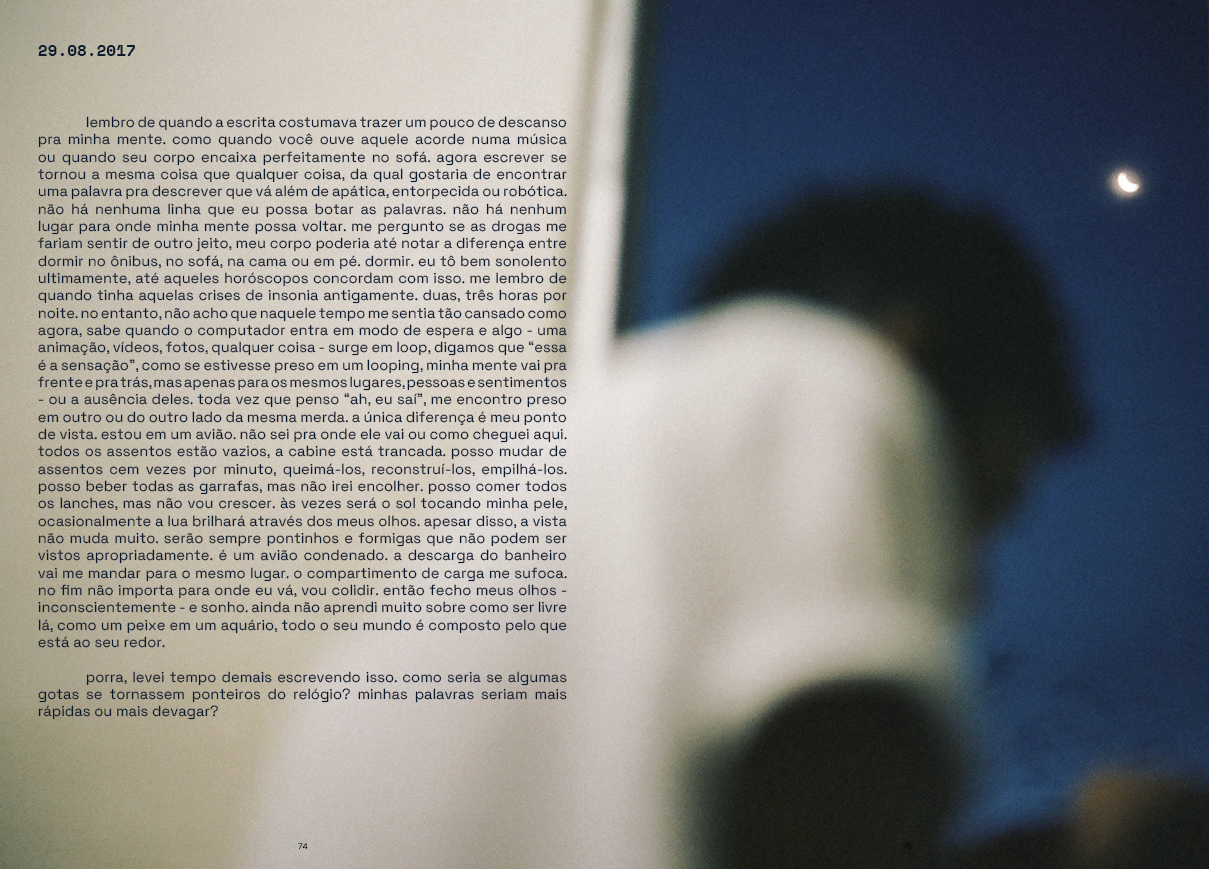 29.08.2017
lembro de quando a escrita costumava trazer um pouco de descanso
pra minha mente. como quando você ouve aquele acorde numa música
ou quando seu corpo encaixa perfeitamente no sofá. agora escrever se
tornou a mesma coisa que qualquer coisa, da qual gostaria de encontrar
uma palavra pra descrever que vá além de apática, entorpecida ou robótica.
não há nenhuma linha que eu possa botar as palavras. não há nenhum
lugar para onde minha mente possa voltar. me pergunto se as drogas me
fariam sentir de outro jeito, meu corpo poderia até notar a diferença entre
dormir no ônibus, no sofá, na cama ou em pé. dormir. eu tô bem sonolento
ultimamente, até aqueles horóscopos concordam com isso. me lembro de
quando tinha aquelas crises de insonia antigamente. duas, três horas por
noite. no entanto, não acho que naquele tempo me sentia tão cansado como
agora, sabe quando o computador entra em modo de espera e algo - uma
animação, vídeos, fotos, qualquer coisa - surge em loop, digamos que “essa
é a sensação”, como se estivesse preso em um looping, minha mente vai pra
frente e pra trás, mas apenas para os mesmos lugares, pessoas e sentimentos
- ou a ausência deles. toda vez que penso “ah, eu saí”, me encontro preso
em outro ou do outro lado da mesma merda. a única diferença é meu ponto
de vista. estou em um avião. não sei pra onde ele vai ou como cheguei aqui.
todos os assentos estão vazios, a cabine está trancada. posso mudar de
assentos cem vezes por minuto, queimá-los, reconstruí-los, empilhá-los.
posso beber todas as garrafas, mas não irei encolher. posso comer todos
os lanches, mas não vou crescer. às vezes será o sol tocando minha pele,
ocasionalmente a lua brilhará através dos meus olhos. apesar disso, a vista
não muda muito. serão sempre pontinhos e formigas que não podem ser
vistos apropriadamente. é um avião condenado. a descarga do banheiro
vai me mandar para o mesmo lugar. o compartimento de carga me sufoca.
no fim não importa para onde eu vá, vou colidir. então fecho meus olhos -
inconscientemente - e sonho. ainda não aprendi muito sobre como ser livre
lá, como um peixe em um aquário, todo o seu mundo é composto pelo que
está ao seu redor.
porra, levei tempo demais escrevendo isso. como seria se algumas
gotas se tornassem ponteiros do relógio? minhas palavras seriam mais
rápidas ou mais devagar?
74
75